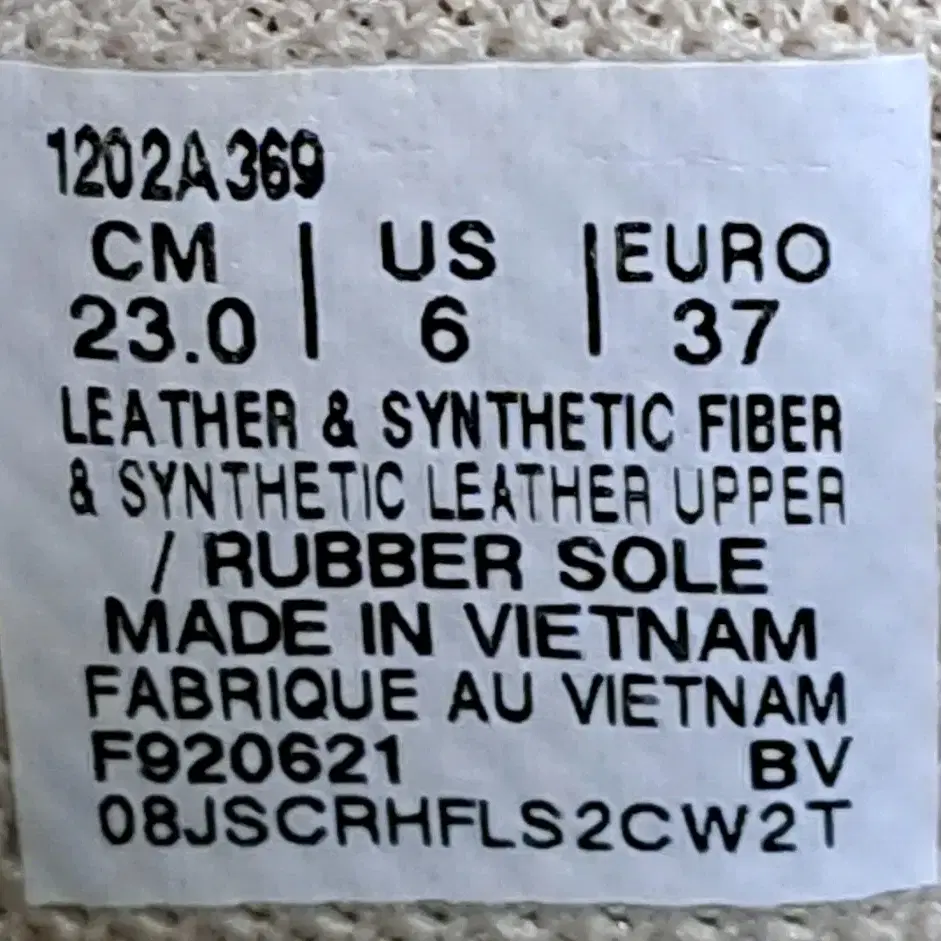 1202A369
CM | US | EURO
23.0 | 6 | 37
LEATHER & SYNTHETIC FIBER
& SYNTHETIC LEATHER UPPER
/ RUBBER SOLE
MADE IN VIETNAM
FABRIQUE AU VIETNAM
F920621 BV
08JSCRHFLS2CW2T